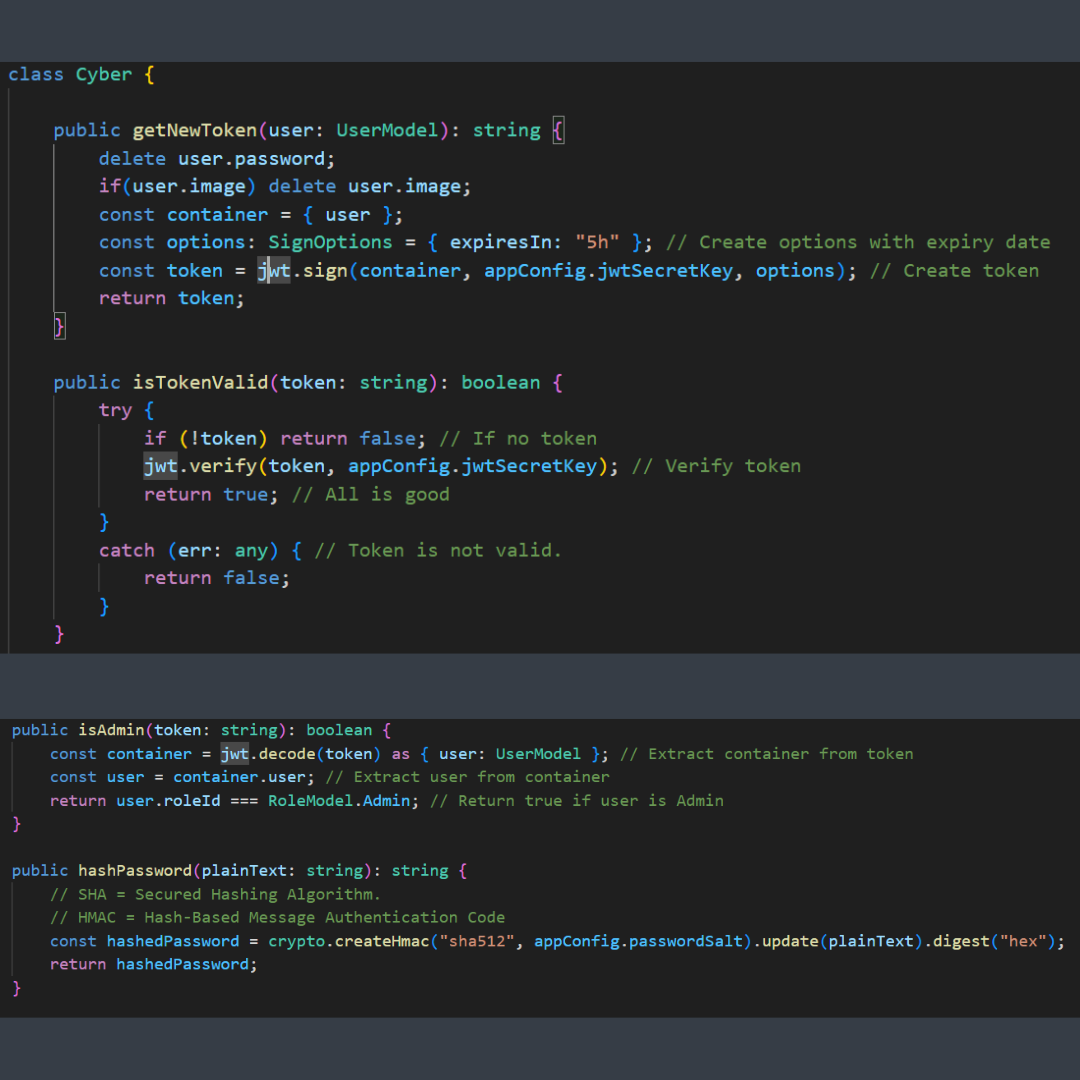 class Cyber {
public getNewToken(user: UserModel): string {
delete user.password;
if(user.image) delete user.image;
const container = { user };
const options: SignOptions = { expiresIn: "5h" }; // Create options with expiry date
const token = jwt.sign(container, appConfig.jwtSecretKey, options); // Create token
return token;
}
public isTokenValid(token: string): boolean {
try {
if (!token) return false; // If no token
jwt.verify(token, appConfig.jwtSecretKey); // Verify token
return true; // All is good
}
catch (err: any) { // Token is not valid.
return false;
}
}
public isAdmin(token: string): boolean {
const container = jwt.decode(token) as { user: UserModel }; // Extract container from token
const user = container.user; // Extract user from container
return user.roleId === RoleModel.Admin; // Return true if user is Admin
}
public hashPassword(plainText: string): string {
// SHA = Secured Hashing Algorithm.
// HMAC = Hash-Based Message Authentication Code
const hashedPassword = crypto.createHmac("sha512", appConfig.passwordSalt).update(plainText).digest("hex");
return hashedPassword;
}